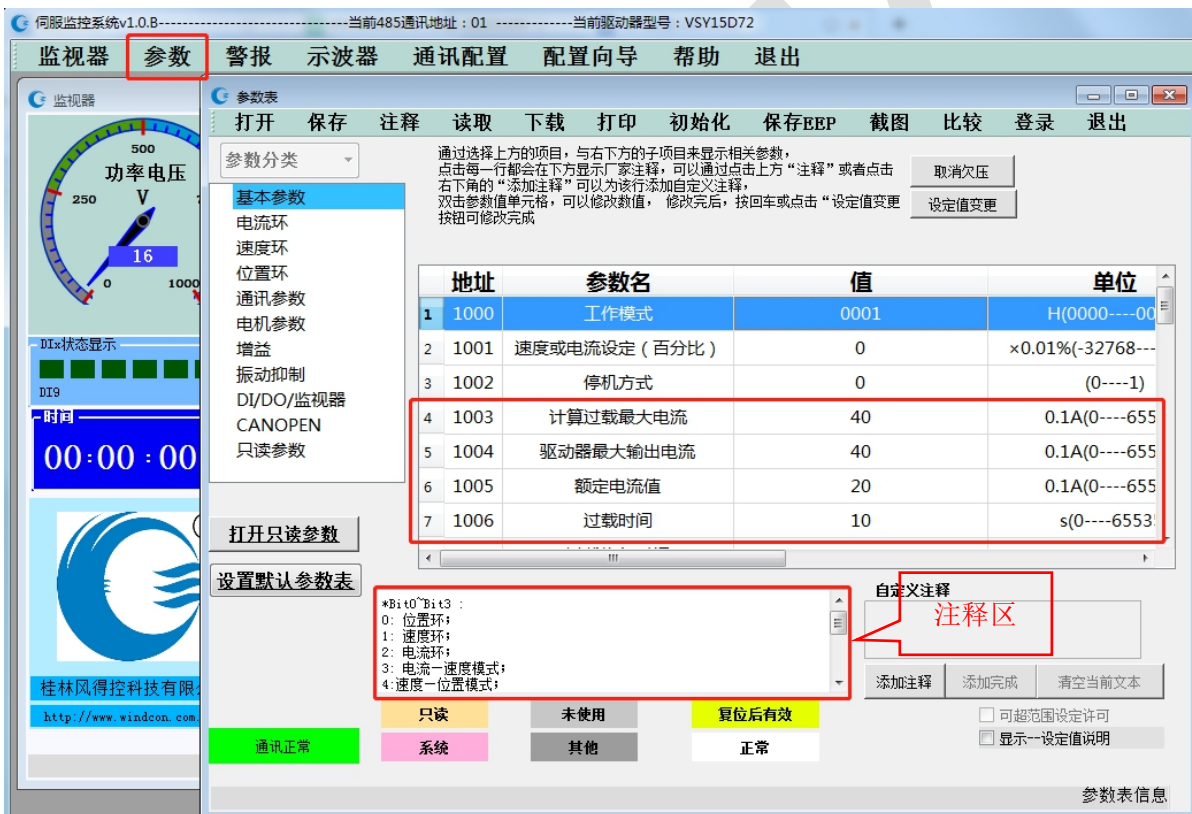 伺服监控系统v1.0.B------------------------当前485通讯地址：01 -------------当前驱动器型号：VSY15D72
监视器 参数 警报 示波器 通讯配置 配置向导 帮助 退出
监视器
参数表
打开 保存 注释 读取 下载 打印 初始化 保存EEP 截图 比较 登录 退出
500
功率电压
250 V
16
0 1000
DIx状态显示
DI9
时间
00:00:00
桂林风得控科技有限
http://www.windcon.com.
参数分类
基本参数
电流环
速度环
位置环
通讯参数
电机参数
增益
振动抑制
DI/DO/监视器
CANOPEN
只读参数
打开只读参数
设置默认参数表
通讯正常
通过选择上方的项目，与右下方的子项目来显示相关参数，
点击每一行都会在下方显示厂家注释，可以通过点击上方“注释”或者点击
右下角的“添加注释”可以为该行添加自定义注释，
双击参数值单元格，可以修改数值， 修改完后，按回车或点击“设定值变更
按钮可修改完成
取消欠压
设定值变更
地址 参数名 值 单位
1 1000 工作模式 0001 H(0000----00
2 1001 速度或电流设定（百分比） 0 ×0.01%(-32768---
3 1002 停机方式 0 (0----1)
4 1003 计算过载最大电流 40 0.1A(0----655
5 1004 驱动器最大输出电流 40 0.1A(0----655
6 1005 额定电流值 20 0.1A(0----655
7 1006 过载时间 10 s(0----6553
*Bit0~Bit3 :
0: 位置环;
1: 速度环;
2: 电流环;
3: 电流—速度模式;
4:速度—位置模式;
自定义注释
注释区
添加注释 添加完成 清空当前文本
只读 未使用 复位后有效
系统 其他 正常
可超范围设定许可
显示--设定值说明
参数表信息